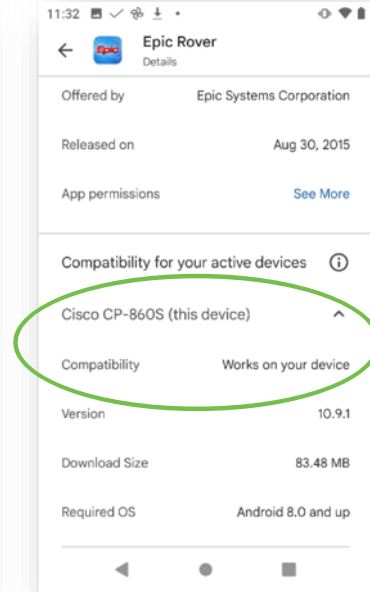 11:32
Epic
Epic Rover
Details
Offered by Epic Systems Corporation
Released on Aug 30, 2015
App permissions See More
Compatibility for your active devices
Cisco CP-860S (this device)
Compatibility Works on your device
Version 10.9.1
Download Size 83.48 MB
Required OS Android 8.0 and up